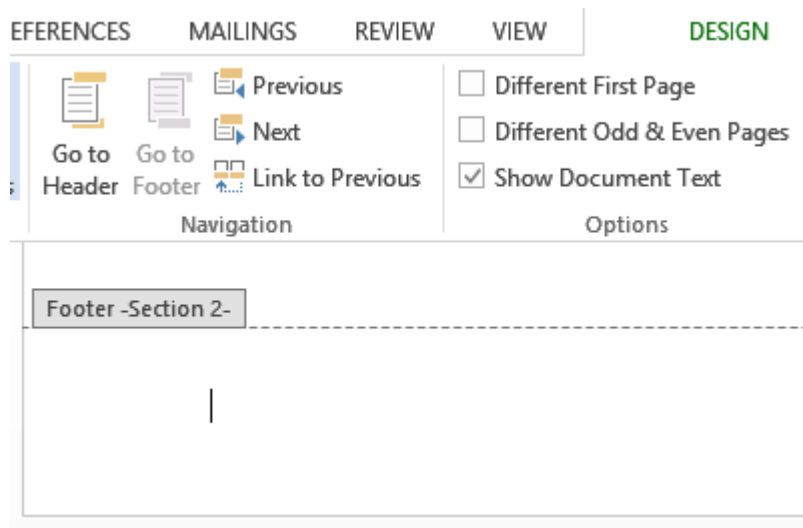 EFERENCES MAILINGS REVIEW VIEW DESIGN
Previous
Next
Link to Previous
Go to Header
Go to Footer
Navigation
Different First Page
Different Odd & Even Pages
Show Document Text
Options
Footer -Section 2-